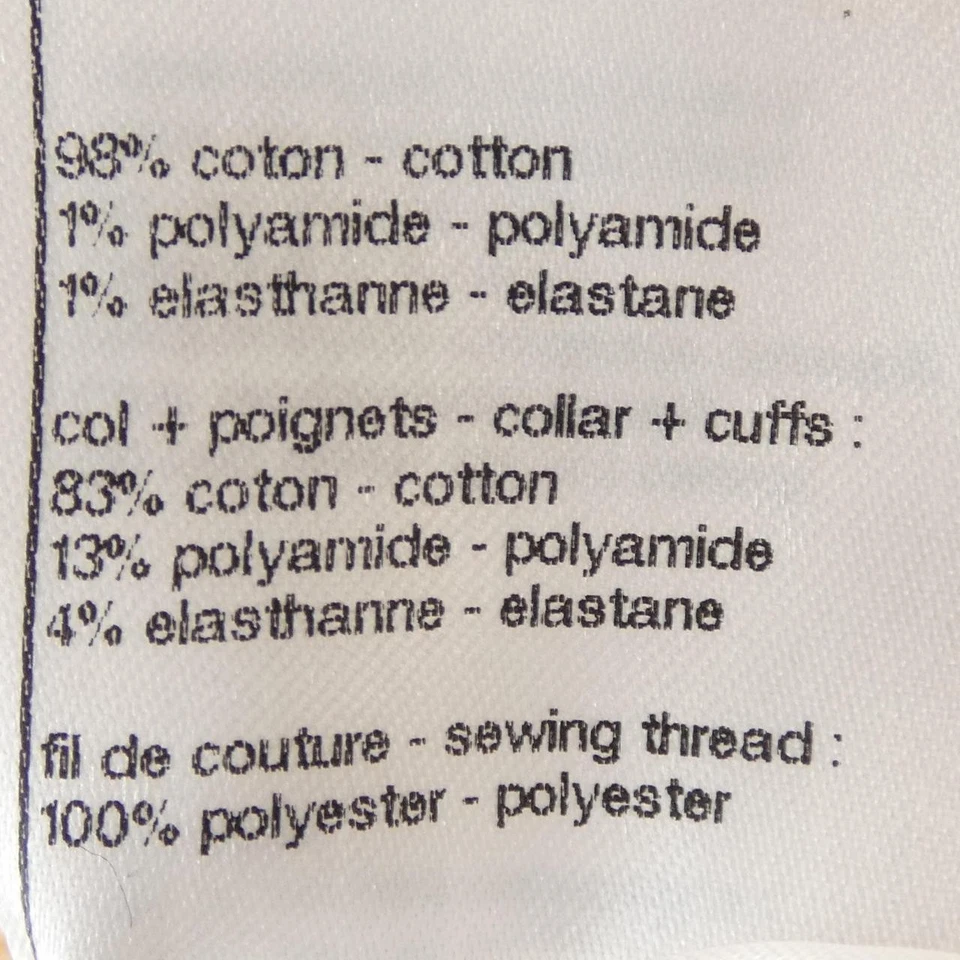 98% coton - cotton
1% polyamide - polyamide
1% elasthanne - elastane
col + poignets - collar + cuffs :
83% coton - cotton
13% polyamide - polyamide
4% elasthanne - elastane
fil de couture - sewing thread :
100% polyester - polyester